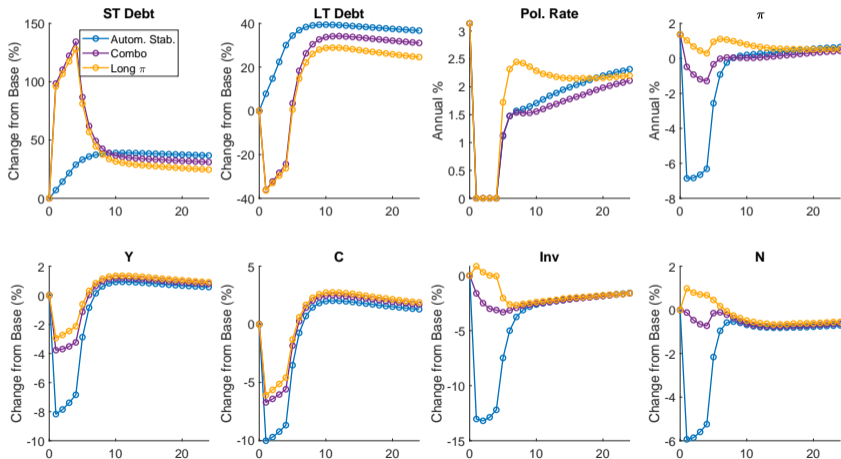 ST Debt
Change from Base (%)
150
100
50
0
0 10 20
Autom. Stab.
Combo
Long π
LT Debt
Change from Base (%)
40
20
0
-20
-40
0 10 20
Pol. Rate
Annual %
3
2.5
2
1.5
1
0.5
0
0 10 20
π
Annual %
2
0
-2
-4
-6
-8
0 10 20
Y
Change from Base (%)
2
0
-2
-4
-6
-8
-10
0 10 20
C
Change from Base (%)
5
0
-5
-10
0 10 20
Inv
Change from Base (%)
0
-5
-10
-15
0 10 20
N
Change from Base (%)
2
0
-2
-4
-6
0 10 20